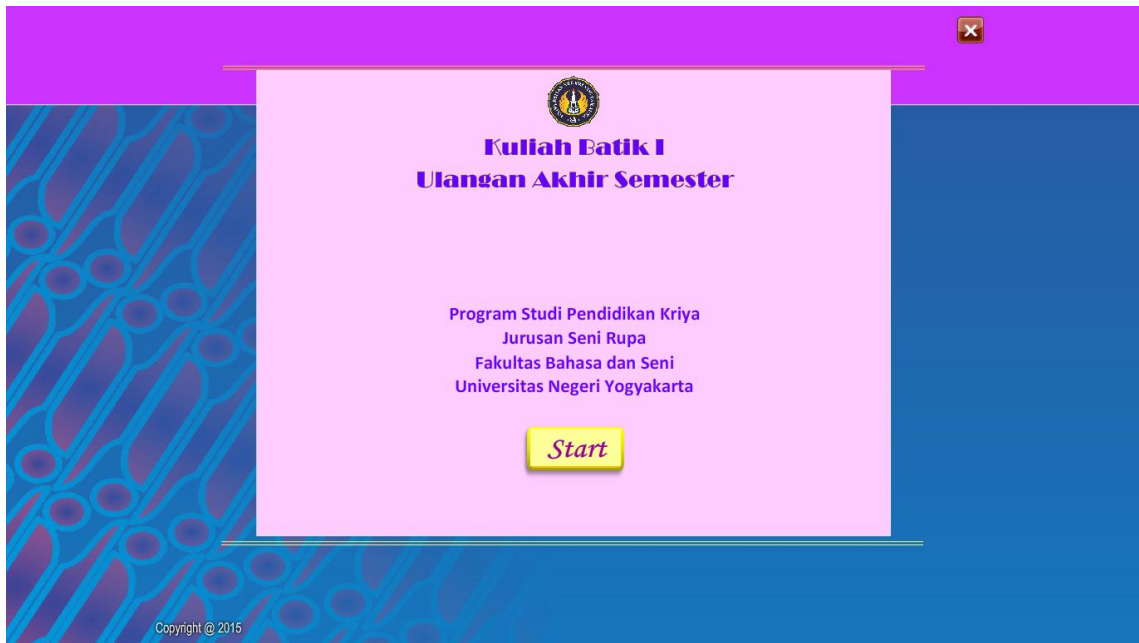 Kuliah Batik I
Ulangan Akhir Semester
Program Studi Pendidikan Kriya
Jurusan Seni Rupa
Fakultas Bahasa dan Seni
Universitas Negeri Yogyakarta
Start
Copyright @ 2015